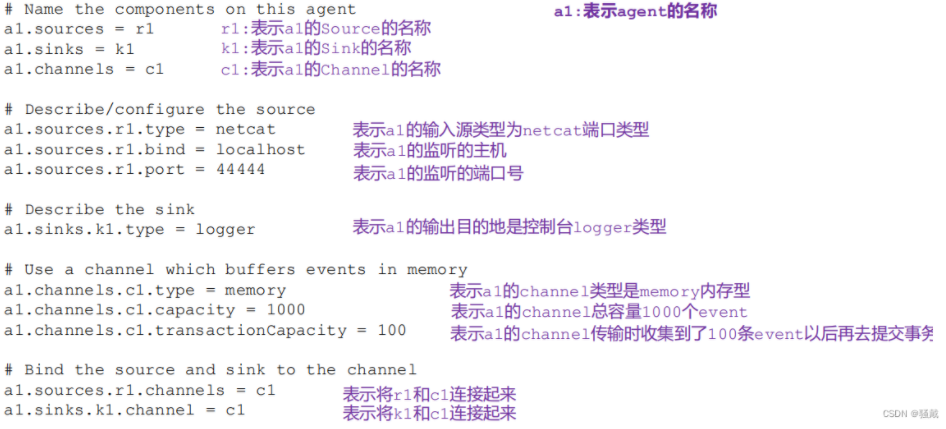 # Name the components on this agent a1:表示agent的名称
a1.sources = r1 r1:表示a1的Source的名称
a1.sinks = k1 k1:表示a1的Sink的名称
a1.channels = c1 c1:表示a1的Channel的名称
# Describe/configure the source
a1.sources.r1.type = netcat 表示a1的输入源类型为netcat端口类型
a1.sources.r1.bind = localhost 表示a1的监听的主机
a1.sources.r1.port = 44444 表示a1的监听的端口号
# Describe the sink
a1.sinks.k1.type = logger 表示a1的输出目的地是控制台logger类型
# Use a channel which buffers events in memory
a1.channels.c1.type = memory 表示a1的channel类型是memory内存型
a1.channels.c1.capacity = 1000 表示a1的channel总容量1000个event
a1.channels.c1.transactionCapacity = 100 表示a1的channel传输时收集到了100条event以后再去提交事务
# Bind the source and sink to the channel
a1.sources.r1.channels = c1 表示将r1和c1连接起来
a1.sinks.k1.channel = c1 表示将k1和c1连接起来
CSDN @骚戴